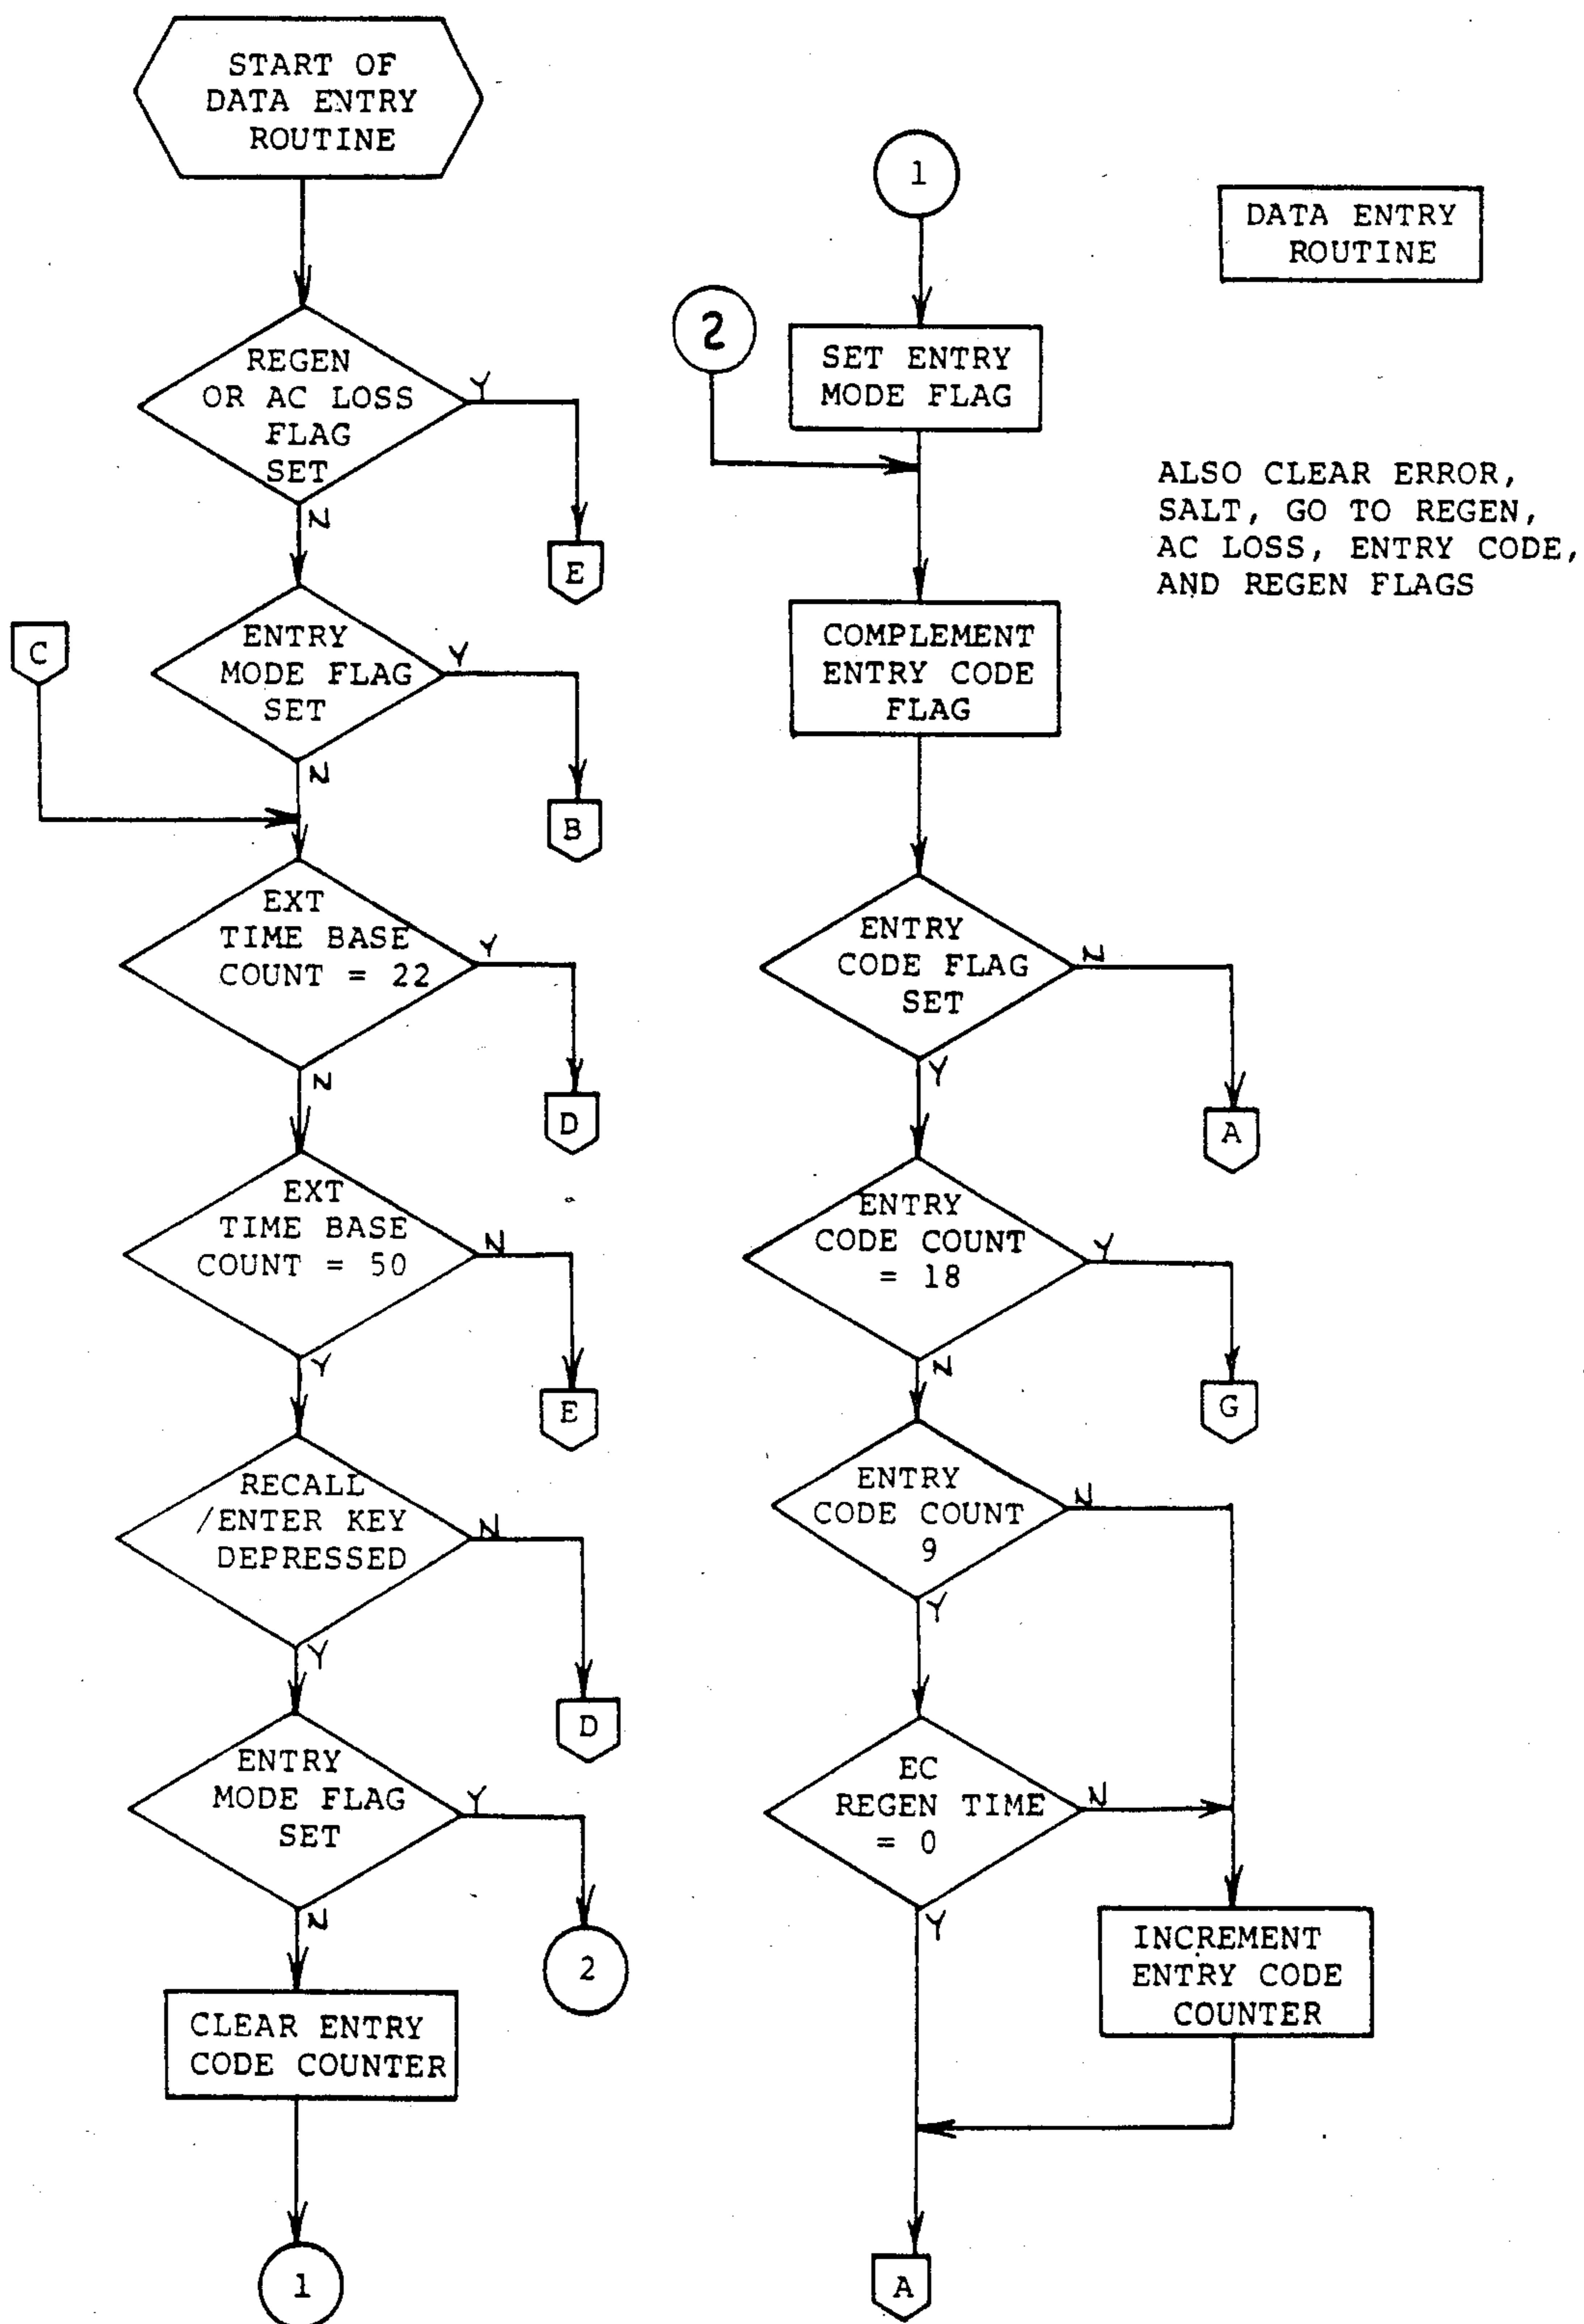 START OF
DATA ENTRY
ROUTINE
REGEN
OR AC LOSS
FLAG
SET
Y
N
E
ENTRY
MODE FLAG
SET
Y
N
C
B
EXT
TIME BASE
COUNT = 22
Y
N
D
EXT
TIME BASE
COUNT = 50
N
Y
E
RECALL
/ENTER KEY
DEPRESSED
N
Y
D
ENTRY
MODE FLAG
SET
Y
N
2
CLEAR ENTRY
CODE COUNTER
1
1
2
SET ENTRY
MODE FLAG
COMPLEMENT
ENTRY CODE
FLAG
ENTRY
CODE FLAG
SET
N
Y
A
ENTRY
CODE COUNT
= 18
Y
N
G
ENTRY
CODE COUNT
9
N
Y
EC
REGEN TIME
= 0
N
Y
INCREMENT
ENTRY CODE
COUNTER
A
DATA ENTRY
ROUTINE
ALSO CLEAR ERROR,
SALT, GO TO REGEN,
AC LOSS, ENTRY CODE,
AND REGEN FLAGS